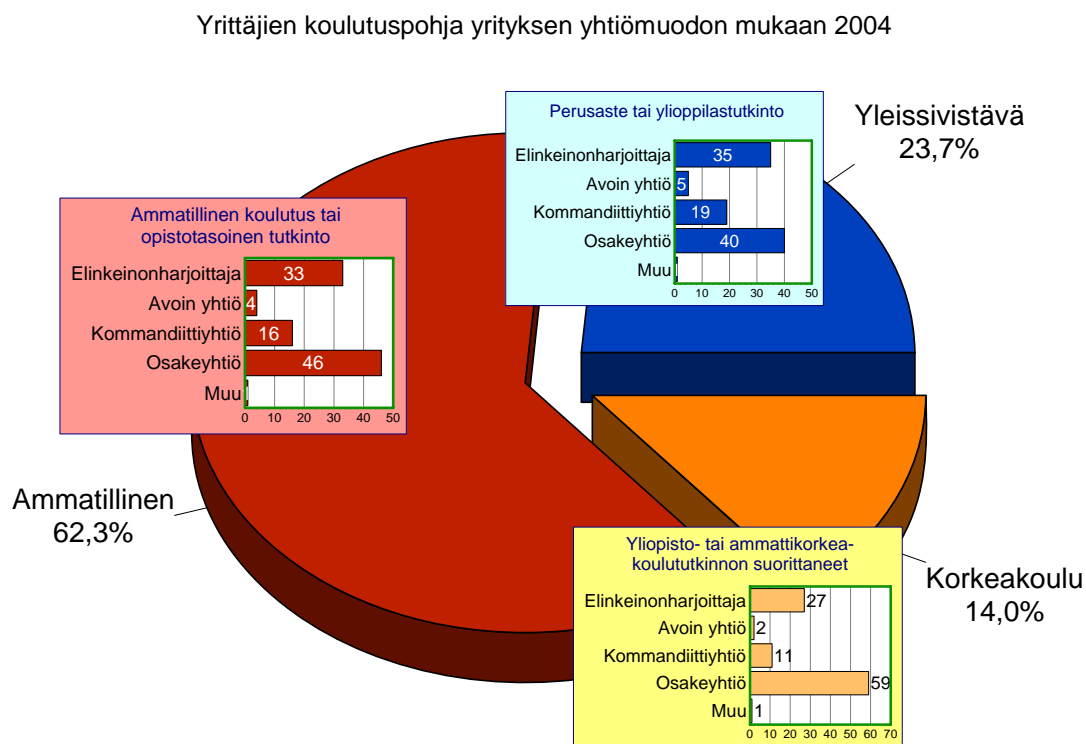 Yrittäjien koulutuspohja yrityksen yhtiömuodon mukaan 2004
Perusaste tai ylioppilastutkinto
Elinkeinonharjoittaja 35
Avoin yhtiö 5
Kommandiittiyhtiö 19
Osakeyhtiö 40
Muu
0 10 20 30 40 50
Yleissivistävä
23,7%
Ammatillinen koulutus tai
opistotasoinen tutkinto
Elinkeinonharjoittaja 33
Avoin yhtiö 4
Kommandiittiyhtiö 16
Osakeyhtiö 46
Muu
0 10 20 30 40 50
Ammatillinen
62,3%
Yliopisto- tai ammattikorkea-
koulututkinnon suorittaneet
Elinkeinonharjoittaja 27
Avoin yhtiö 2
Kommandiittiyhtiö 11
Osakeyhtiö 59
Muu 1
0 10 20 30 40 50 60 70
Korkeakoulu
14,0%